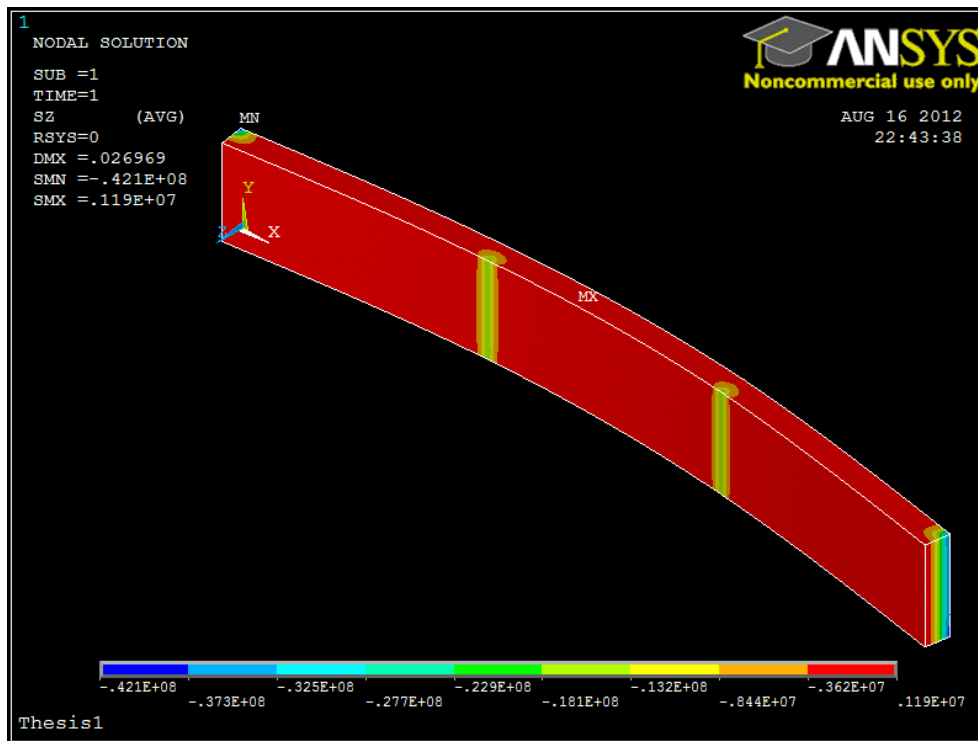 1
NODAL SOLUTION
SUB =1
TIME=1
SZ (AVG)
RSYS=0
DMX =.026969
SMN =-.421E+08
SMX =.119E+07
ANSYS
Noncommercial use only
AUG 16 2012
22:43:38
MN
Y
Z X
MX
-.421E+08 -.325E+08 -.229E+08 -.132E+08 -.362E+07
-.373E+08 -.277E+08 -.181E+08 -.844E+07 .119E+07
Thesis1